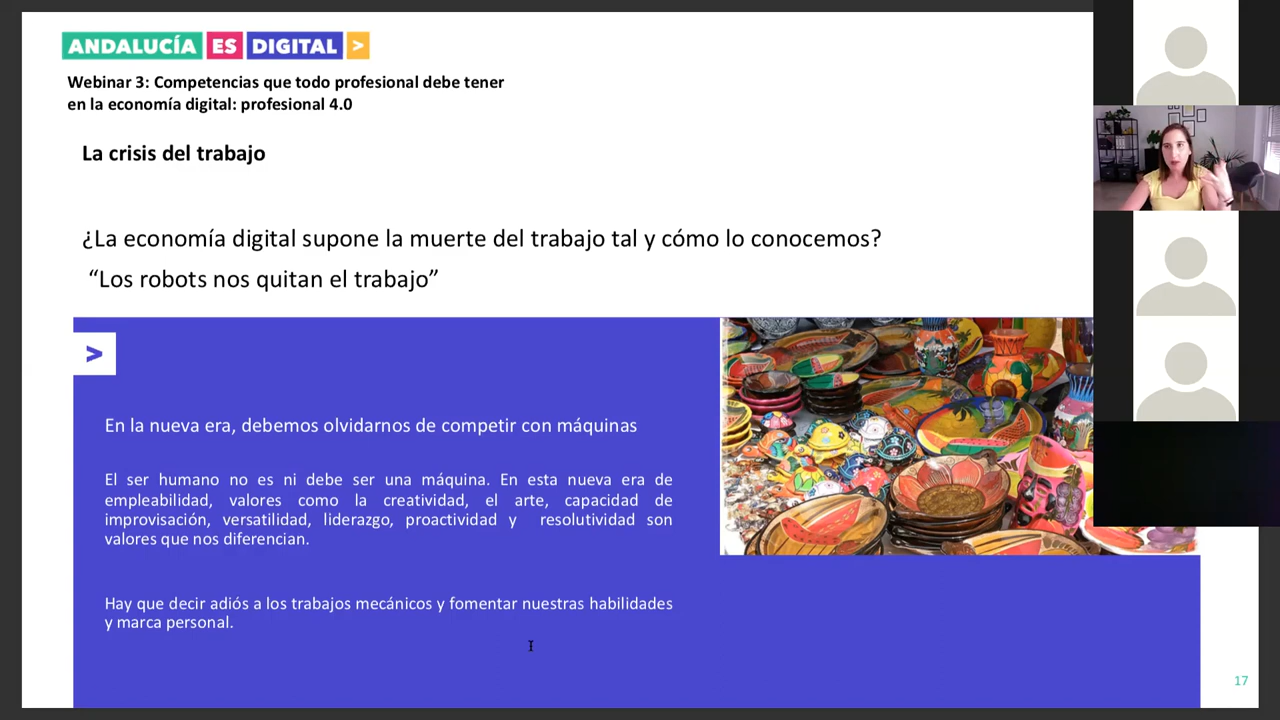 ANDALUCÍA ES DIGITAL >
Webinar 3: Competencias que todo profesional debe tener
en la economía digital: profesional 4.0
La crisis del trabajo
¿La economía digital supone la muerte del trabajo tal y cómo lo conocemos?
“Los robots nos quitan el trabajo”
>
En la nueva era, debemos olvidarnos de competir con máquinas
El ser humano no es ni debe ser una máquina. En esta nueva era de
empleabilidad, valores como la creatividad, el arte, capacidad de
improvisación, versatilidad, liderazgo, proactividad y resolutividad son
valores que nos diferencian.
Hay que decir adiós a los trabajos mecánicos y fomentar nuestras habilidades
y marca personal.
17